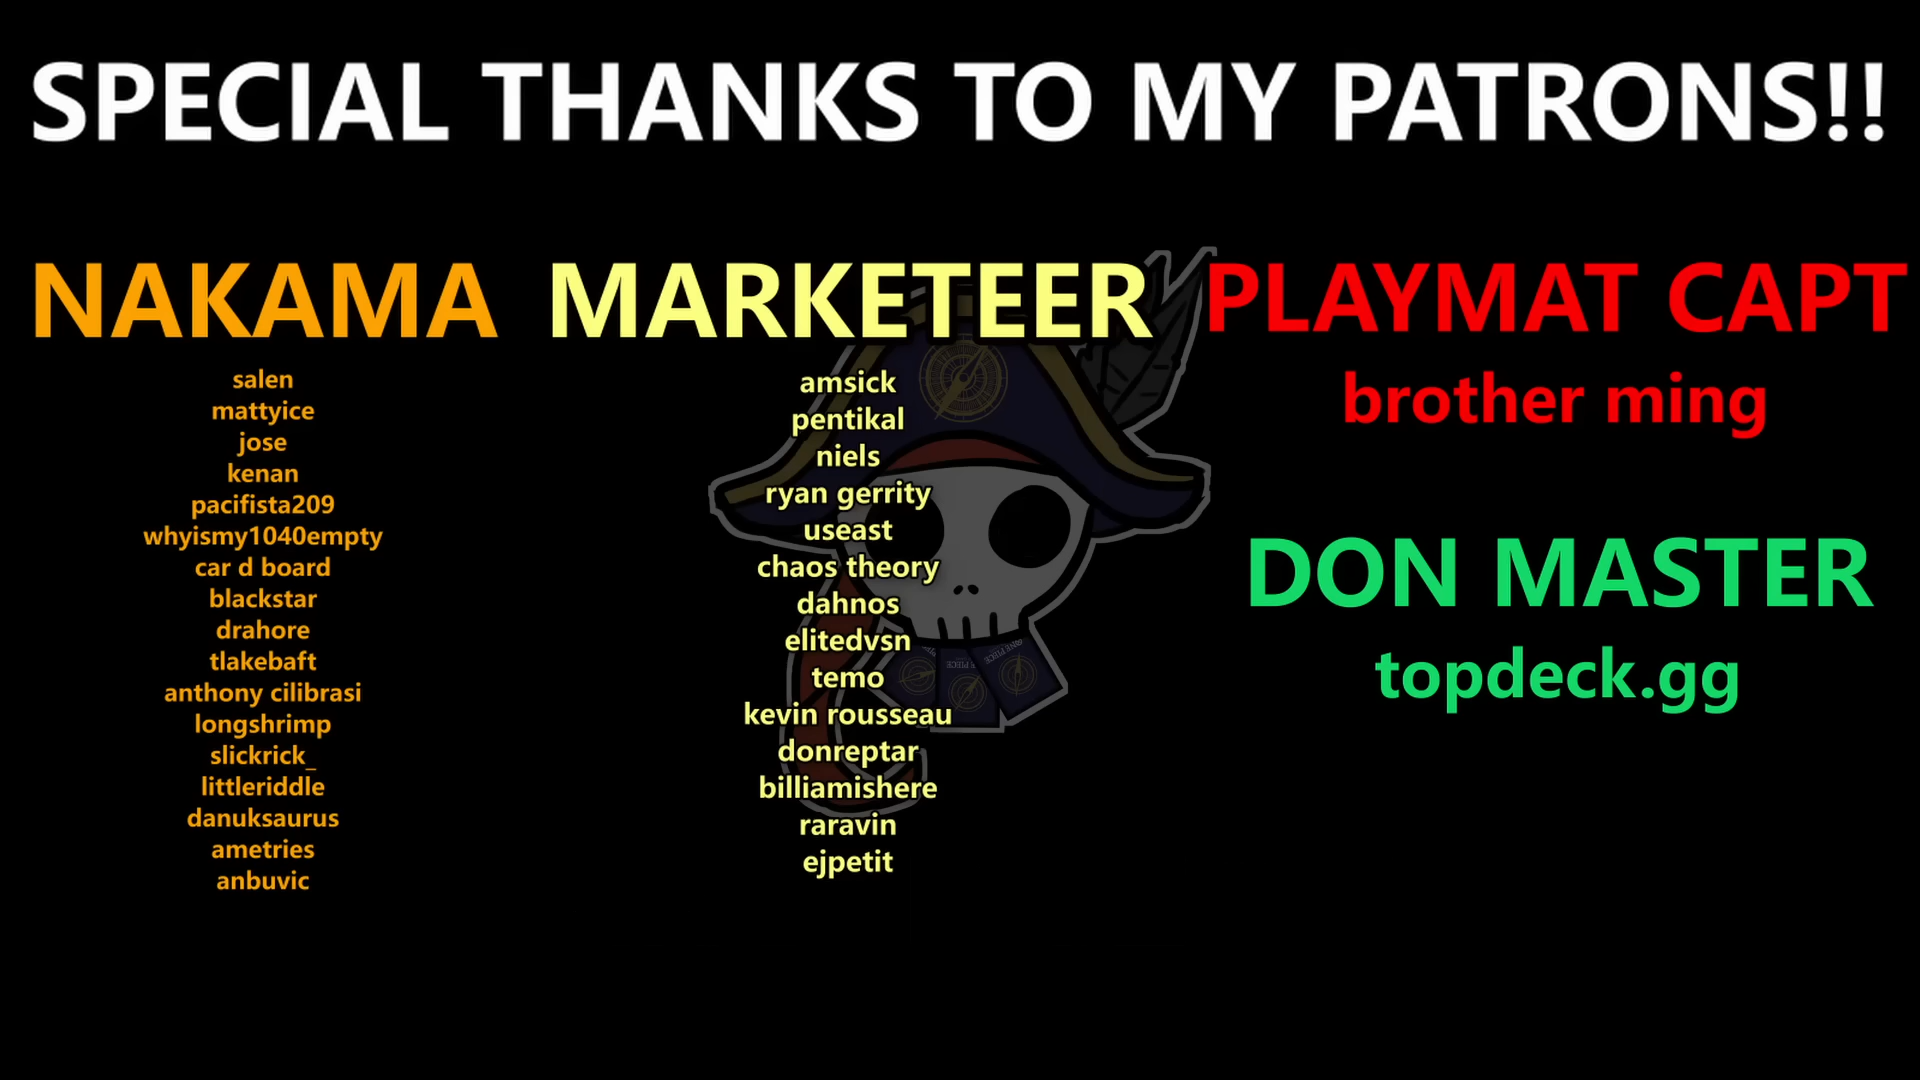 SPECIAL THANKS TO MY PATRONS!!
NAKAMA
salen
mattyice
jose
kenan
pacifista209
whyismy1040empty
car d board
blackstar
drahore
tlakebaft
anthony cilibrasi
longshrimp
slickrick_
littleriddle
danuksaurus
ametries
anbuvic
MARKETEER
amsick
pentikal
niels
ryan gerrity
useast
chaos theory
dahnos
elitedvsn
temo
kevin rousseau
donreptar
billiamishere
raravin
ejpetit
PLAYMAT CAPT
brother ming
DON MASTER
topdeck.gg